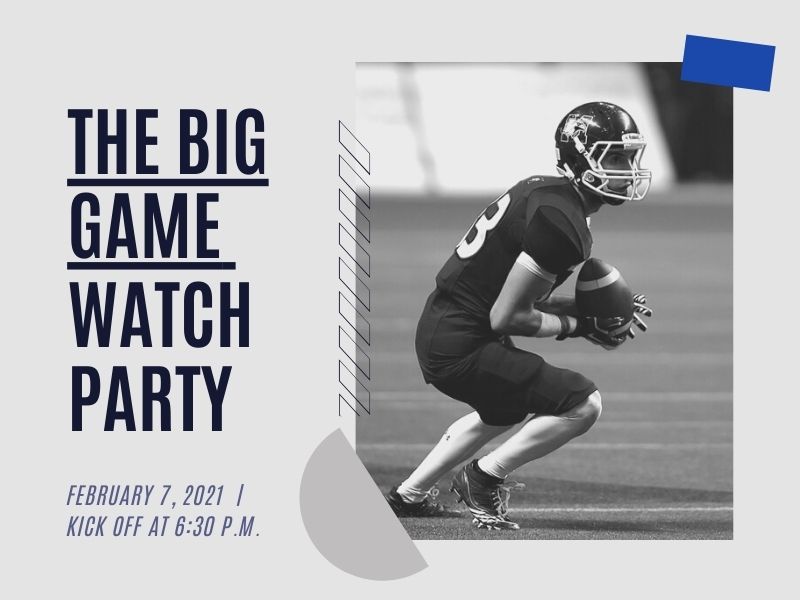 THE BIG
GAME
WATCH
PARTY
FEBRUARY 7, 2021 |
KICK OFF AT 6:30 P.M.